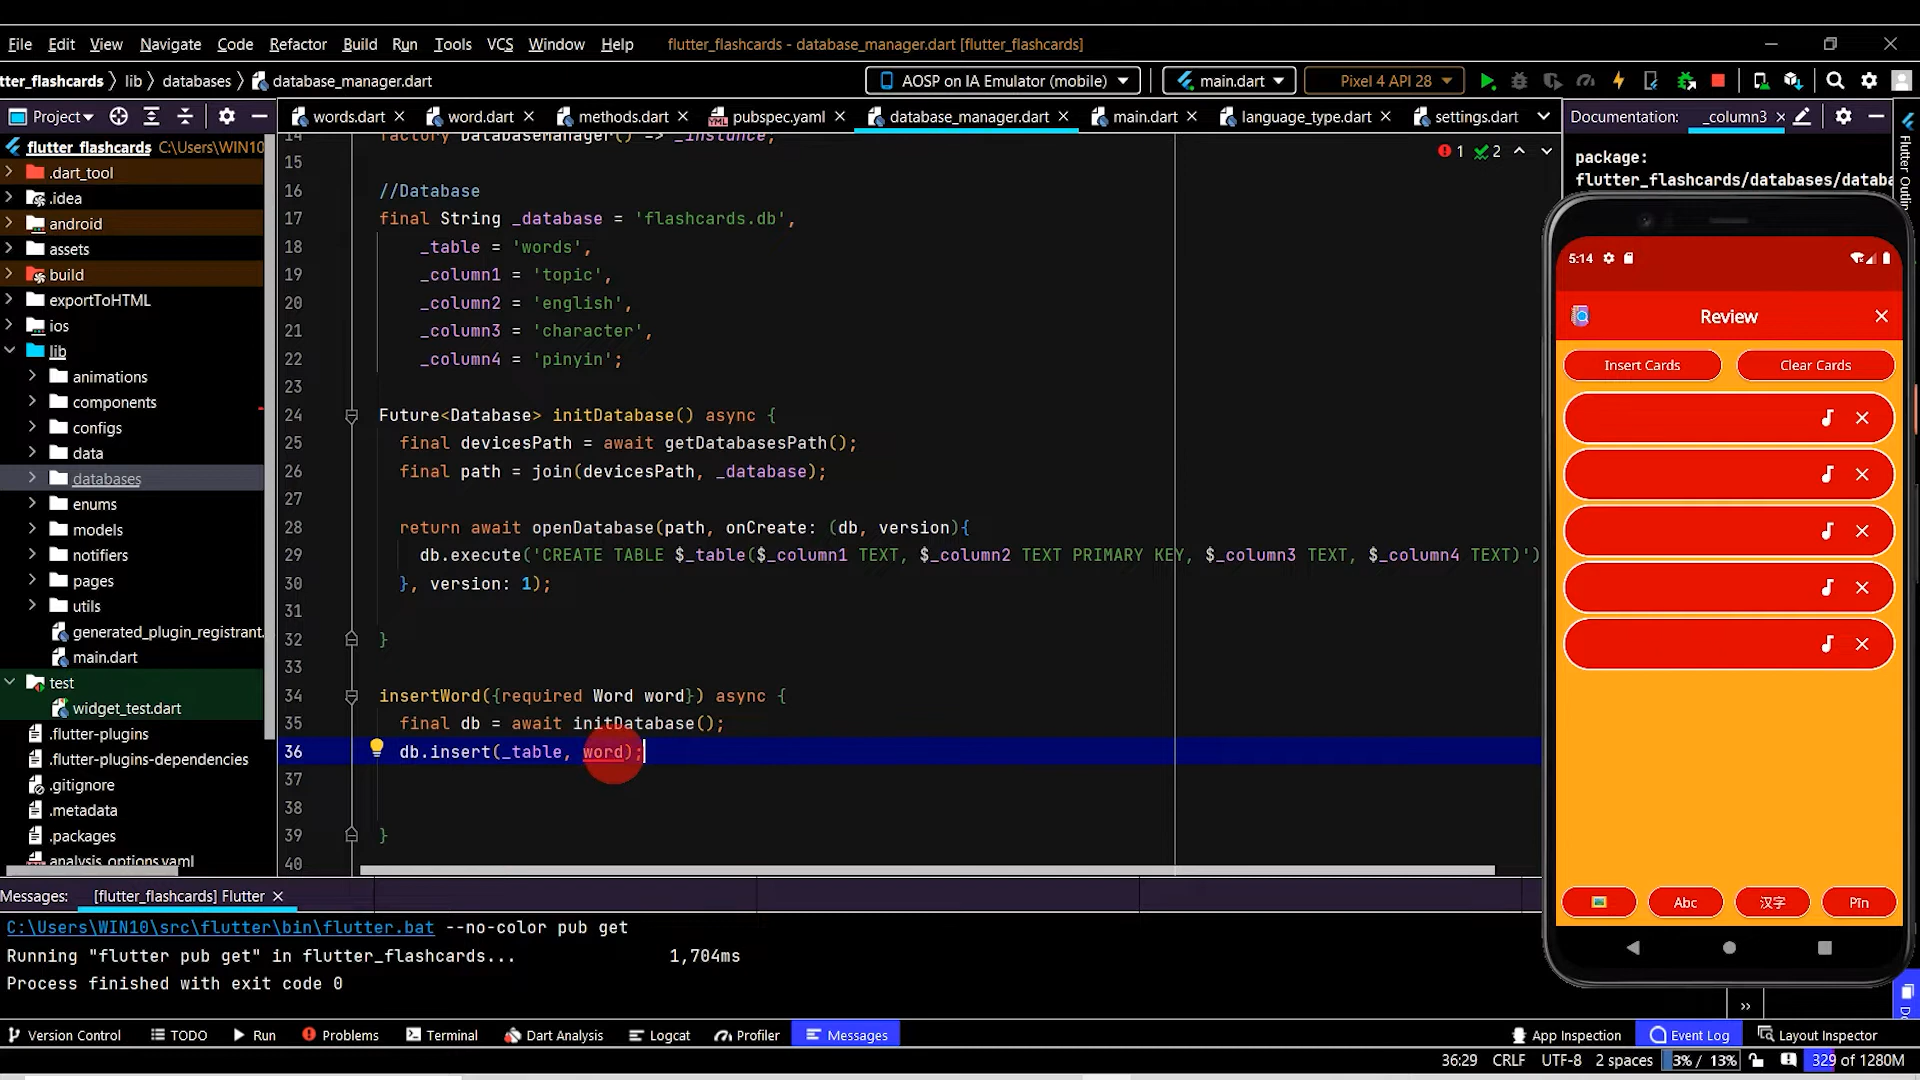 File Edit View Navigate Code Refactor Build Run Tools VCS Window Help flutter_flashcards - database_manager.dart [flutter_flashcards]
tter_flashcards lib databases database_manager.dart AOSP on IA Emulator (mobile) main.dart Pixel 4 API 28
Project words.dart word.dart methods.dart pubspec.yaml database_manager.dart main.dart language_type.dart settings.dart Documentation: _column3
flutter_flashcards C:\Users\WIN10
.dart_tool
.idea
android
assets
build
exportToHTML
ios
lib
animations
components
configs
data
databases
enums
models
notifiers
pages
utils
generated_plugin_registrant.
main.dart
test
widget_test.dart
.flutter-plugins
.flutter-plugins-dependencies
.gitignore
.metadata
.packages
analysis_options.yaml
14 factory DatabaseManager() => _instance;
15
16 //Database
17 final String _database = 'flashcards.db',
18 _table = 'words',
19 _column1 = 'topic',
20 _column2 = 'english',
21 _column3 = 'character',
22 _column4 = 'pinyin';
23
24 Future<Database> initDatabase() async {
25 final devicesPath = await getDatabasesPath();
26 final path = join(devicesPath, _database);
27
28 return await openDatabase(path, onCreate: (db, version){
29 db.execute('CREATE TABLE $_table($_column1 TEXT, $_column2 TEXT PRIMARY KEY, $_column3 TEXT, $_column4 TEXT)')
30 }, version: 1);
31
32 }
33
34 insertWord({required Word word}) async {
35 final db = await initDatabase();
36 db.insert(_table, word);
37
38
39 }
40
1 2
package:
flutter_flashcards/databases/databa
Flutter Outlin
5:14
Review
Insert Cards Clear Cards
Abc 汉字 Pīn
Messages: [flutter_flashcards] Flutter
C:\Users\WIN10\src\flutter\bin\flutter.bat --no-color pub get
Running "flutter pub get" in flutter_flashcards... 1,704ms
Process finished with exit code 0
Version Control TODO Run Problems Terminal Dart Analysis Logcat Profiler Messages App Inspection Event Log Layout Inspector
36:29 CRLF UTF-8 2 spaces 3% / 13% 329 of 1280M